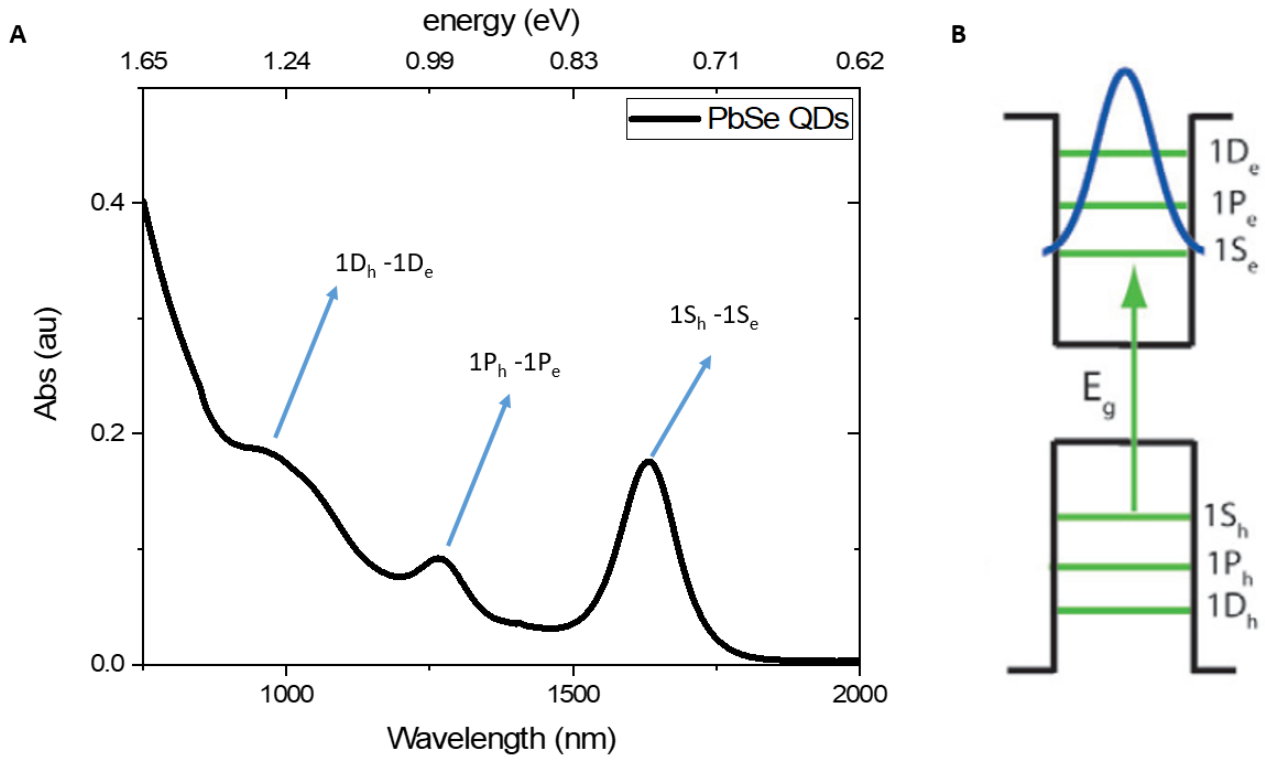 A
energy (eV)
1.65 1.24 0.99 0.83 0.71 0.62
PbSe QDs
0.4
0.2
0.0
Abs (au)
1Dh -1De
1Ph -1Pe
1Sh -1Se
1000 1500 2000
Wavelength (nm)
B
1De
1Pe
1Se
Eg
1Sh
1Ph
1Dh